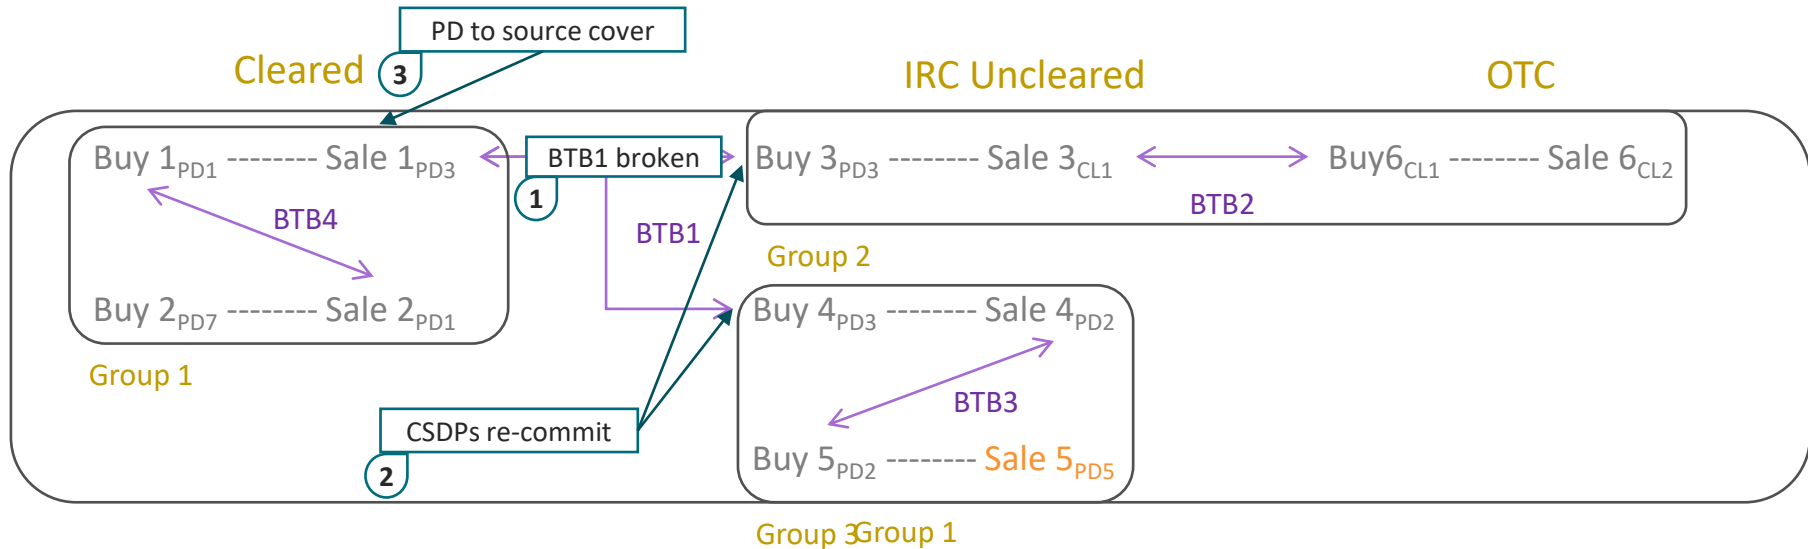 PD to source cover
3
Cleared
IRC Uncleared
OTC
Buy 1PD1 -------- Sale 1PD3
BTB1 broken
1
Buy 3PD3 -------- Sale 3CL1
Buy6CL1 -------- Sale 6CL2
BTB4
BTB1
BTB2
Group 2
Buy 2PD7 -------- Sale 2PD1
Buy 4PD3 -------- Sale 4PD2
Group 1
BTB3
CSDPs re-commit
2
Buy 5PD2 -------- Sale 5PD5
Group 3
Group 1